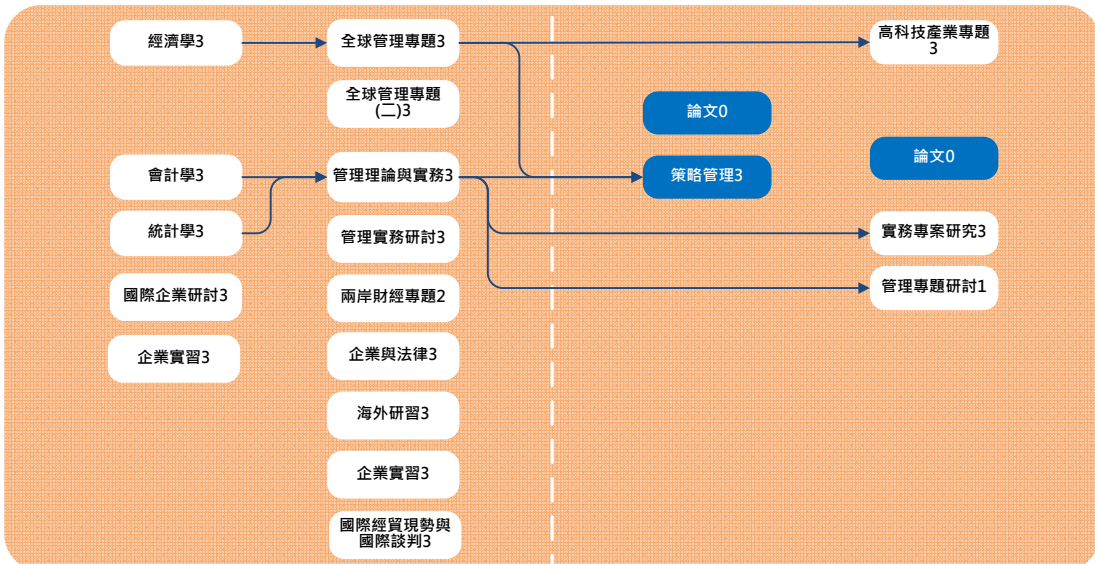 經濟學3
會計學3
統計學3
國際企業研討3
企業實習3
全球管理專題3
全球管理專題
(二)3
管理理論與實務3
管理實務研討3
兩岸財經專題2
企業與法律3
海外研習3
企業實習3
國際經貿現勢與
國際談判3
論文0
策略管理3
高科技產業專題
3
論文0
實務專案研究3
管理專題研討1